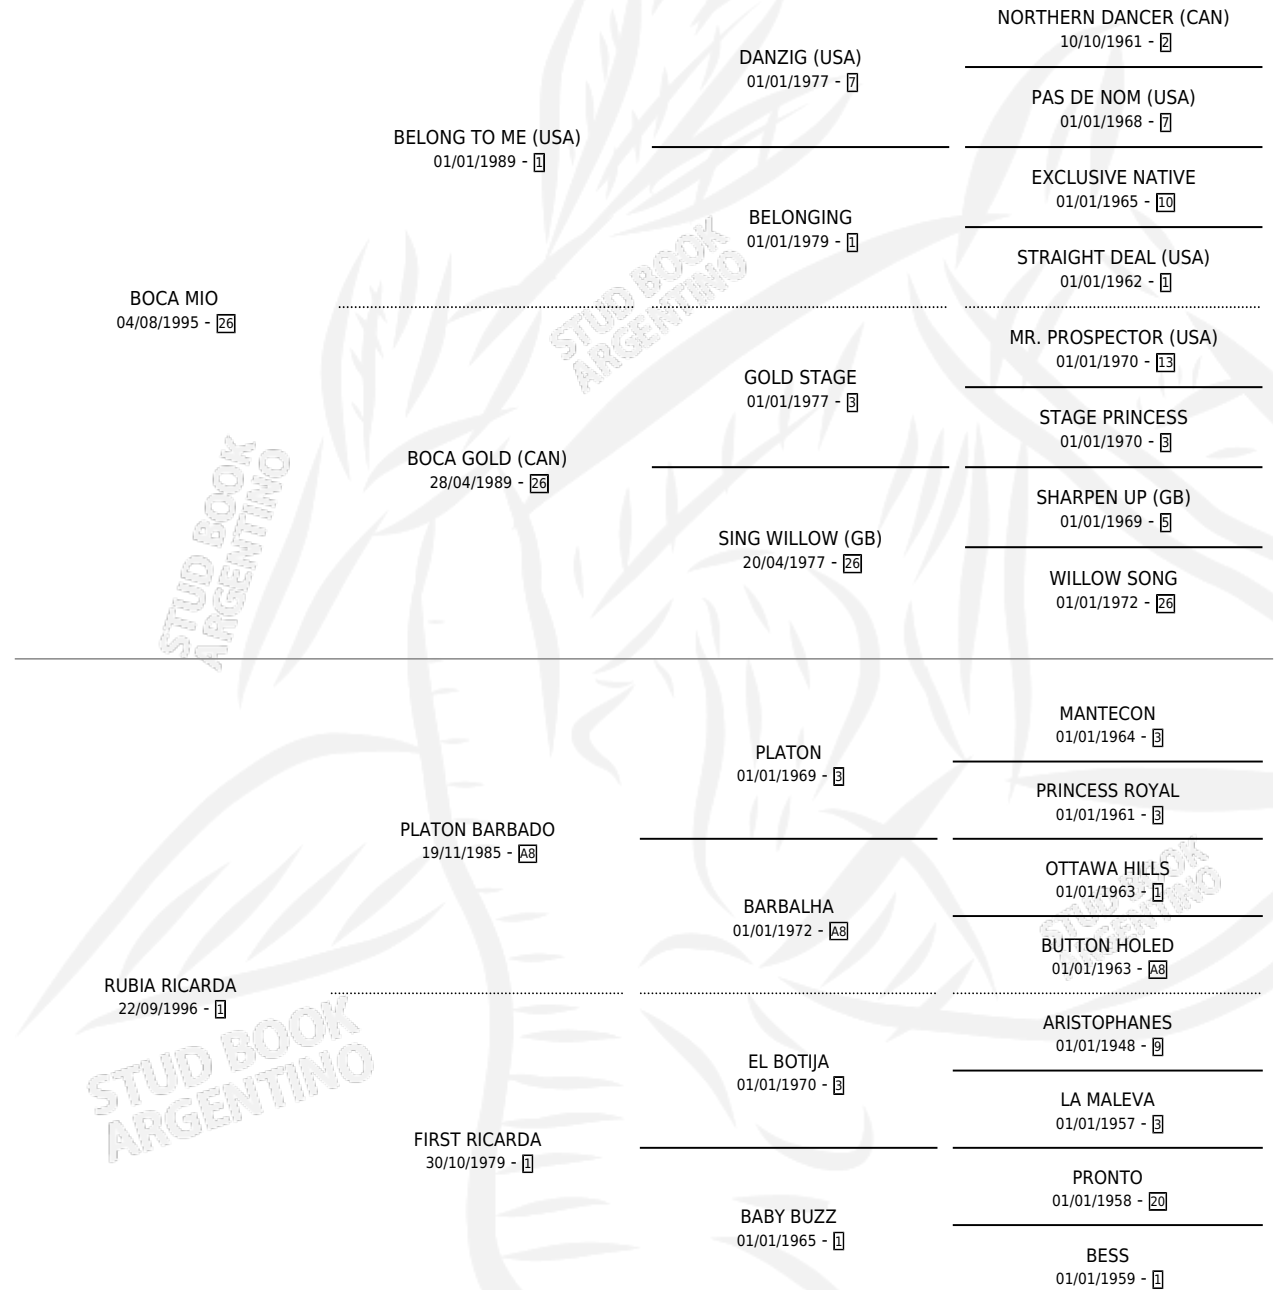 NORTHERN DANCER (CAN)
10/10/1961 - 2
DANZIG (USA)
01/01/1977 - 7
PAS DE NOM (USA)
01/01/1968 - 7
BELONG TO ME (USA)
01/01/1989 - 1
EXCLUSIVE NATIVE
01/01/1965 - 10
BELONGING
01/01/1979 - 1
STRAIGHT DEAL (USA)
01/01/1962 - 1
BOCA MIO
04/08/1995 - 26
STUD BOOK
ARGENTINO
MR. PROSPECTOR (USA)
01/01/1970 - 13
GOLD STAGE
01/01/1977 - 3
STAGE PRINCESS
01/01/1970 - 3
BOCA GOLD (CAN)
28/04/1989 - 26
SHARPEN UP (GB)
01/01/1969 - 5
SING WILLOW (GB)
20/04/1977 - 26
WILLOW SONG
01/01/1972 - 26
STUD BOOK
ARGENTINO
MANTECON
01/01/1964 - 3
PLATON
01/01/1969 - 3
PRINCESS ROYAL
01/01/1961 - 3
PLATON BARBADO
19/11/1985 - A8
OTTAWA HILLS
01/01/1963 - 1
BARBALHA
01/01/1972 - A8
BUTTON HOLED
01/01/1963 - A8
STUD BOOK
ARGENTINO
RUBIA RICARDA
22/09/1996 - 1
ARISTOPHANES
01/01/1948 - 9
EL BOTIJA
01/01/1970 - 3
LA MALEVA
01/01/1957 - 3
STUD BOOK
ARGENTINO
FIRST RICARDA
30/10/1979 - 1
PRONTO
01/01/1958 - 20
BABY BUZZ
01/01/1965 - 1
BESS
01/01/1959 - 1